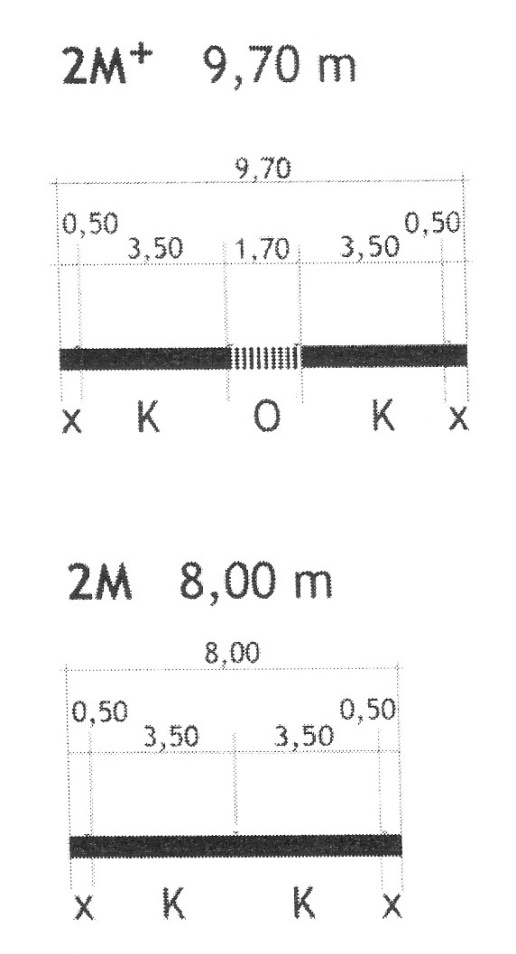 2M+ 9,70 m
9,70
0,50 0,50
3,50 1,70 3,50
x K O K x
2M 8,00 m
8,00
0,50 0,50
3,50 3,50
x K K x